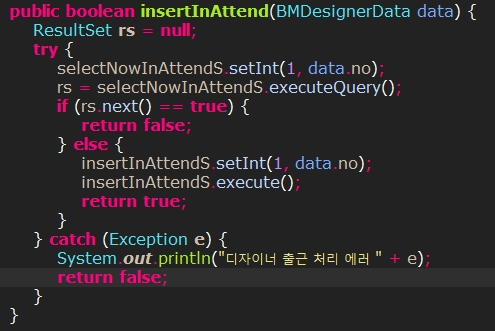 public boolean insertInAttend(BMDesignerData data) {
ResultSet rs = null;
try {
selectNowInAttendS.setInt(1, data.no);
rs = selectNowInAttendS.executeQuery();
if (rs.next() == true) {
return false;
} else {
insertInAttendS.setInt(1, data.no);
insertInAttendS.execute();
return true;
}
} catch (Exception e) {
System.out.println("디자이너 출근 처리 에러 " + e);
return false;
}
}